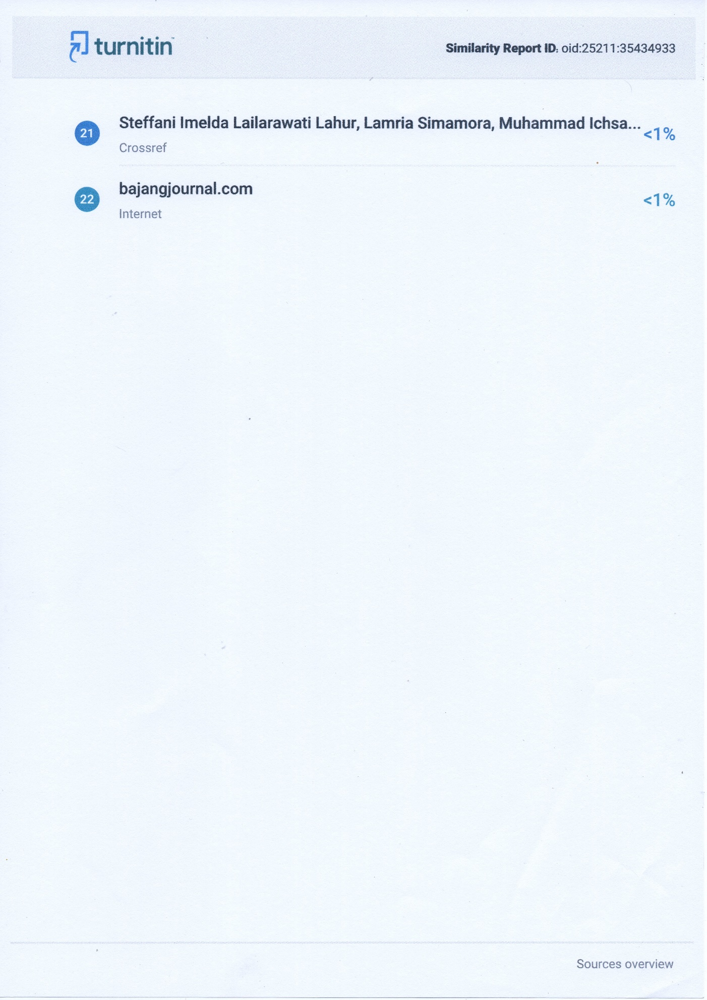 turnitin™
Similarity Report ID: oid:25211:35434933
21
Steffani Imelda Lailarawati Lahur, Lamria Simamora, Muhammad Ichsa...
<1%
Crossref
22
bajangjournal.com
<1%
Internet
Sources overview